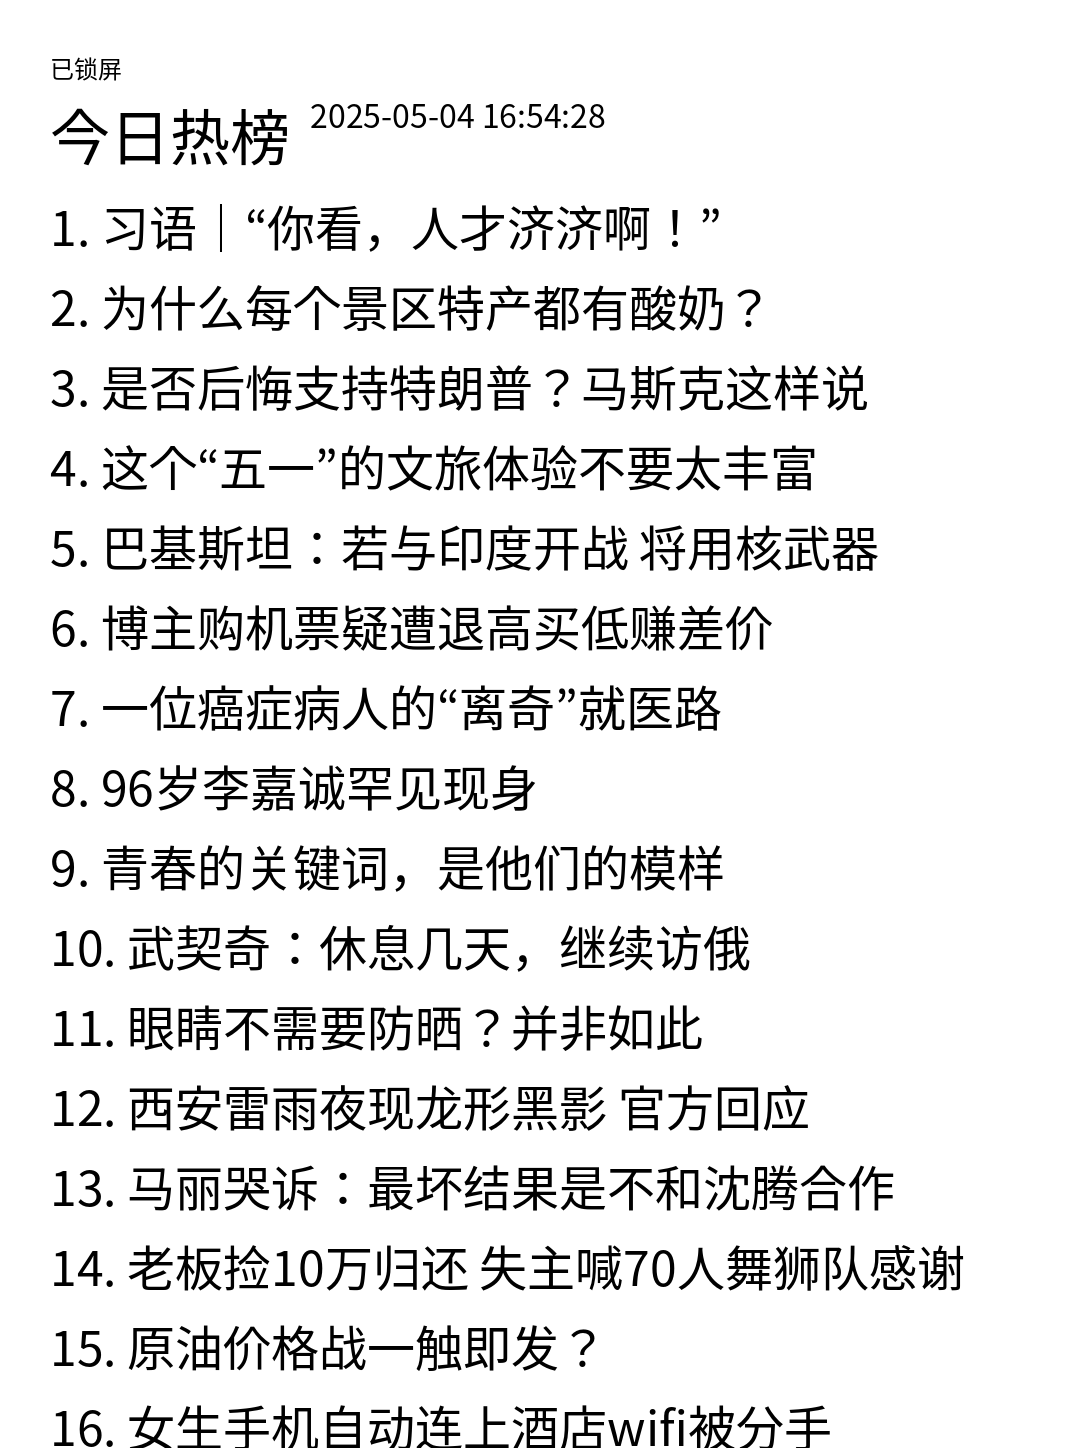 已锁屏
今日热榜 2025-05-04 16:54:28
1. 习语｜“你看，人才济济啊！”
2. 为什么每个景区特产都有酸奶？
3. 是否后悔支持特朗普？马斯克这样说
4. 这个“五一”的文旅体验不要太丰富
5. 巴基斯坦：若与印度开战 将用核武器
6. 博主购机票疑遭退高买低赚差价
7. 一位癌症病人的“离奇”就医路
8. 96岁李嘉诚罕见现身
9. 青春的关键词，是他们的模样
10. 武契奇：休息几天，继续访俄
11. 眼睛不需要防晒？并非如此
12. 西安雷雨夜现龙形黑影 官方回应
13. 马丽哭诉：最坏结果是不和沈腾合作
14. 老板捡10万归还 失主喊70人舞狮队感谢
15. 原油价格战一触即发？
16. 女生手机自动连上酒店wifi被分手